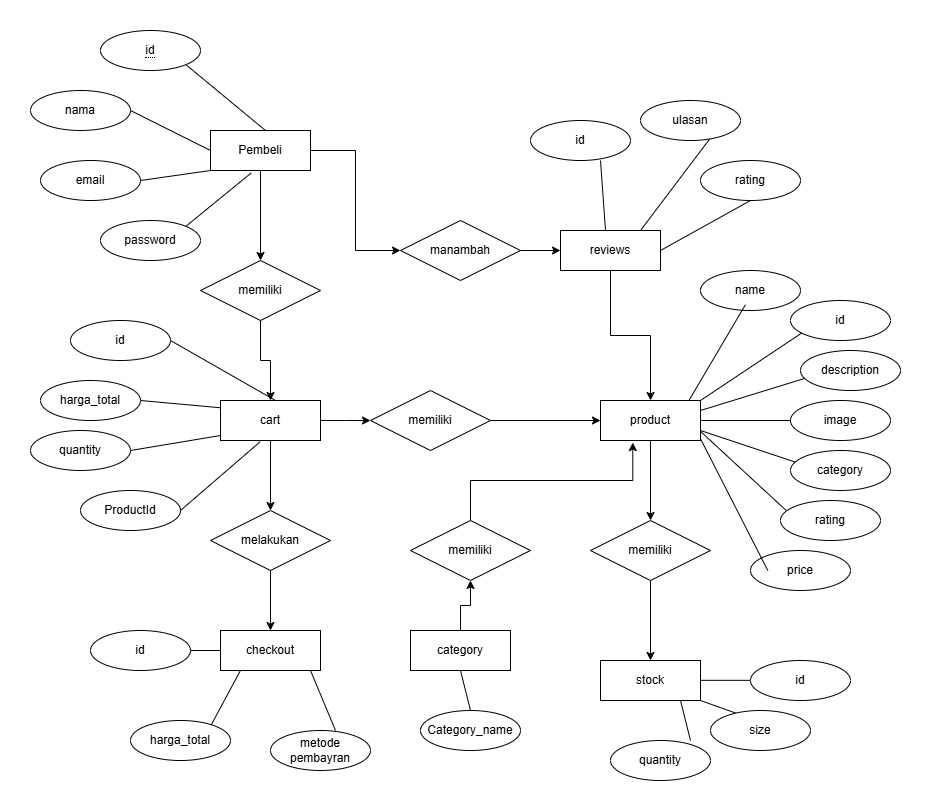 id
nama
Pembeli
email
password
id
ulasan
rating
manambah
reviews
memiliki
name
id
id
description
harga_total
cart
memiliki
product
image
quantity
category
ProductId
rating
melakukan
memiliki
memiliki
price
id
checkout
category
stock
id
harga_total
metode
pembayran
Category_name
size
quantity